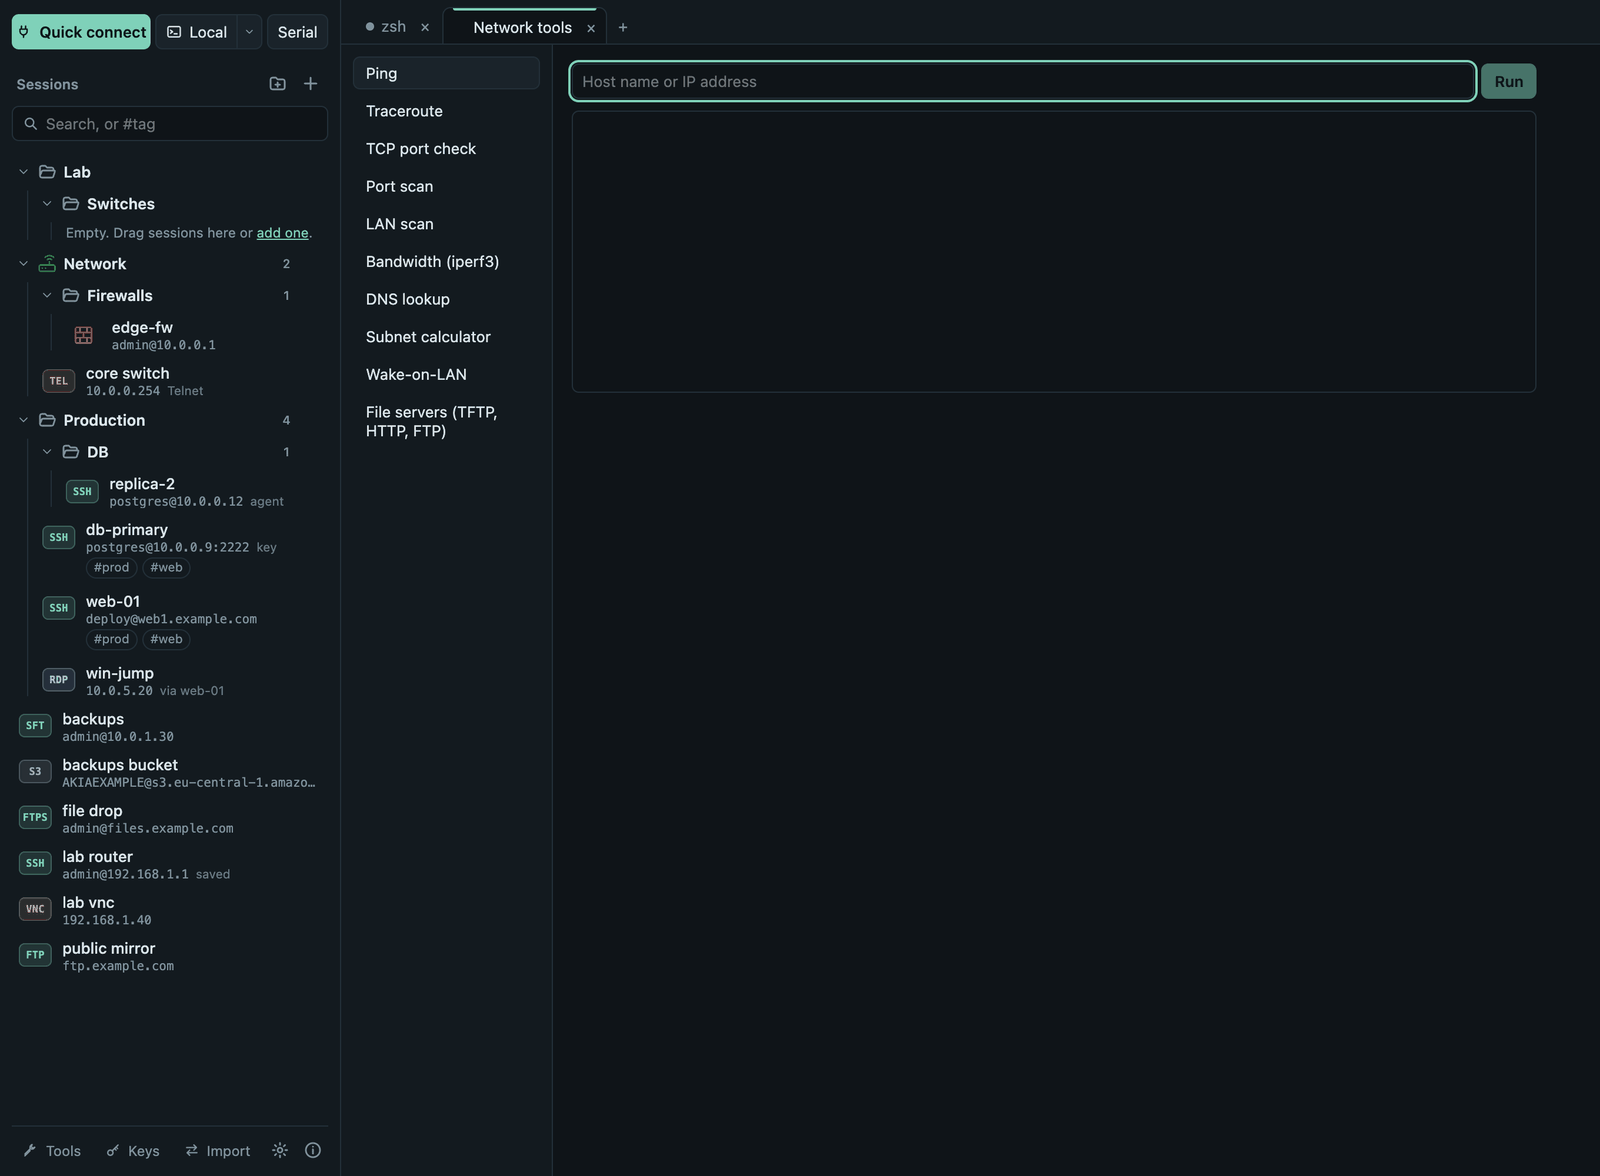 Quick connect
Local
Serial
zsh ×
Network tools ×
+
Sessions
Search, or #tag
Lab
Switches
Empty. Drag sessions here or add one.
Network 2
Firewalls 1
edge-fw
admin@10.0.0.1
TEL
core switch
10.0.0.254 Telnet
Production 4
DB 1
SSH
replica-2
postgres@10.0.0.12 agent
SSH
db-primary
postgres@10.0.0.9:2222 key
#prod #web
SSH
web-01
deploy@web1.example.com
#prod #web
RDP
win-jump
10.0.5.20 via web-01
SFT
backups
admin@10.0.1.30
S3
backups bucket
AKIAEXAMPLE@s3.eu-central-1.amazo…
FTPS
file drop
admin@files.example.com
SSH
lab router
admin@192.168.1.1 saved
VNC
lab vnc
192.168.1.40
FTP
public mirror
ftp.example.com
Tools
Keys
Import
Ping
Traceroute
TCP port check
Port scan
LAN scan
Bandwidth (iperf3)
DNS lookup
Subnet calculator
Wake-on-LAN
File servers (TFTP,
HTTP, FTP)
Host name or IP address
Run